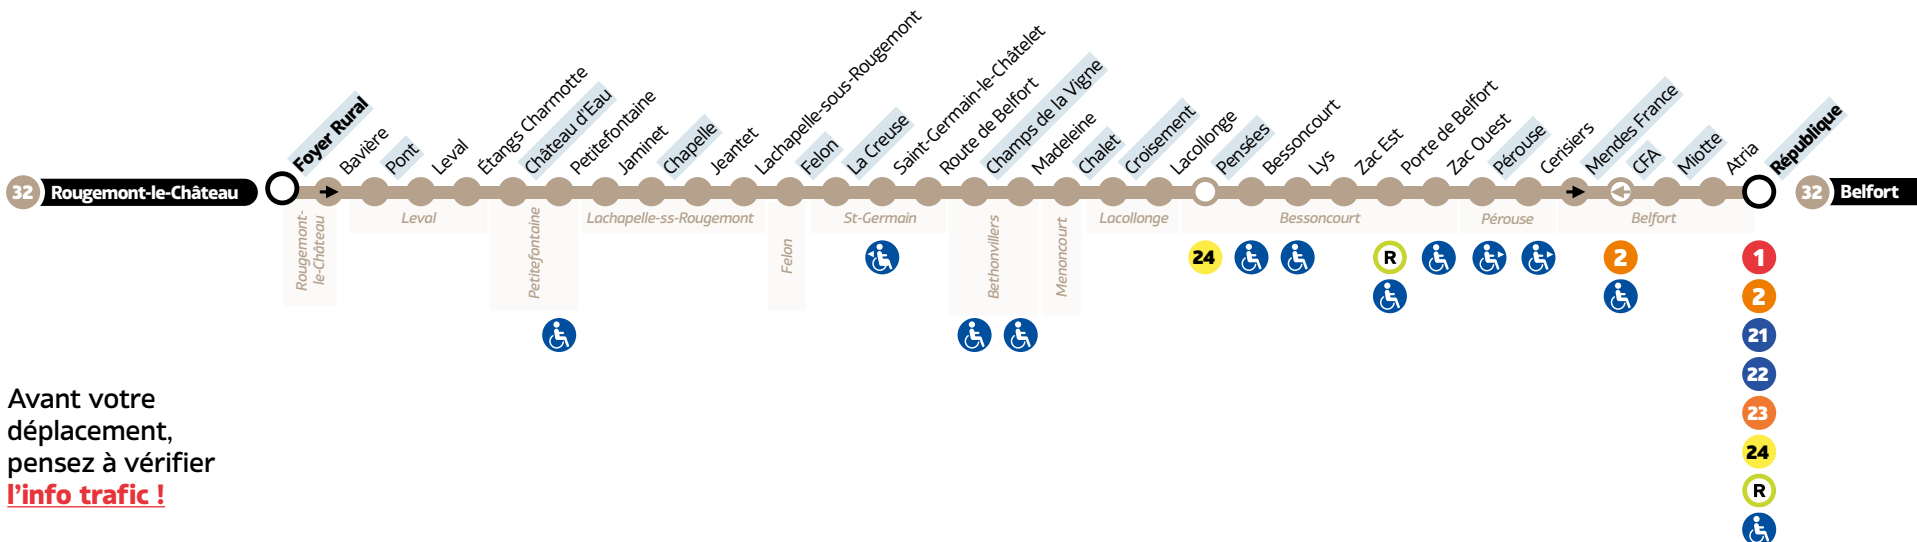 32 Rougemont-le-Château
Foyer Rural
Bavière
Pont
Leval
Étangs Charmotte
Château d'Eau
Petitefontaine
Jaminet
Chapelle
Jeantet
Lachapelle-sous-Rougemont
Felon
La Creuse
Saint-Germain-le-Châtelet
Route de Belfort
Champs de la Vigne
Madeleine
Chalet
Croisement
Lacollonge
Pensées
Bessoncourt
Lys
Zac Est
Porte de Belfort
Zac Ouest
Pérouse
Cerisiers
Mendes France
CFA
Miotte
Atria
République
32 Belfort
Rougemont-
le-Château
Leval
Petitefontaine
Lachapelle-ss-Rougemont
Felon
St-Germain
Bethonvillers
Menoncourt
Lacollonge
Bessoncourt
Pérouse
Belfort
24
R
2
1
2
21
22
23
24
R
Avant votre
déplacement,
pensez à vérifier
l'info trafic !